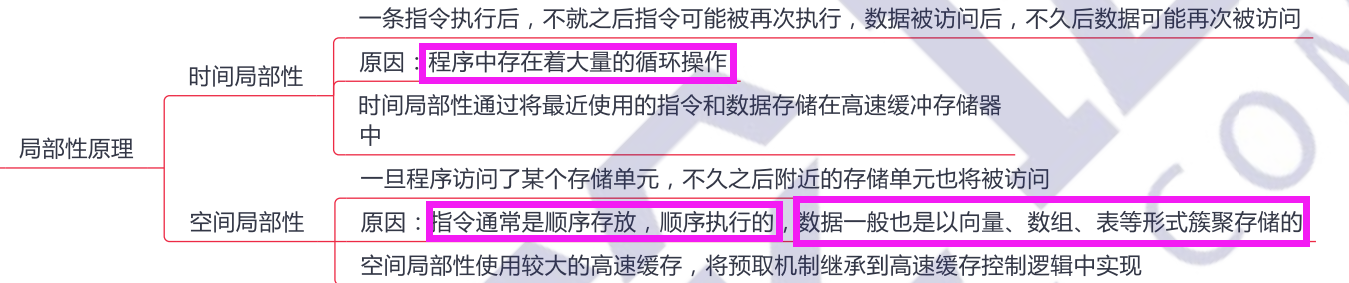 一条指令执行后，不就之后指令可能被再次执行，数据被访问后，不久后数据可能再次被访问
原因：程序中存在着大量的循环操作
时间局部性
时间局部性通过将最近使用的指令和数据存储在高速缓冲存储器
中
局部性原理
一旦程序访问了某个存储单元，不久之后附近的存储单元也将被访问
空间局部性
原因：指令通常是顺序存放，顺序执行的，数据一般也是以向量、数组、表等形式簇聚存储的
空间局部性使用较大的高速缓存，将预取机制继承到高速缓存控制逻辑中实现